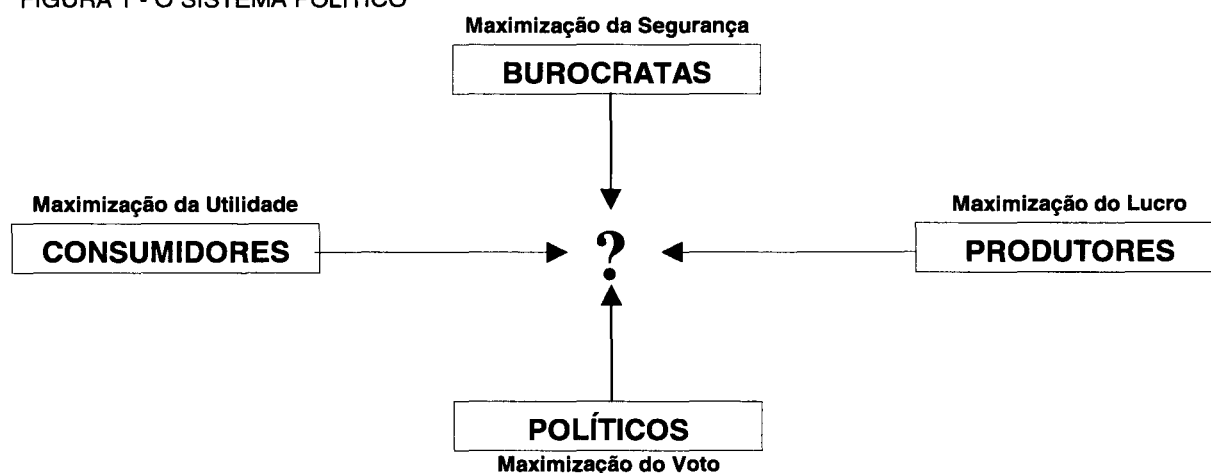 FIGURA 1 - O SISTEMA POLÍTICO
Maximização da Segurança
BUROCRATAS
Maximização da Utilidade
CONSUMIDORES
?
Maximização do Lucro
PRODUTORES
POLÍTICOS
Maximização do Voto